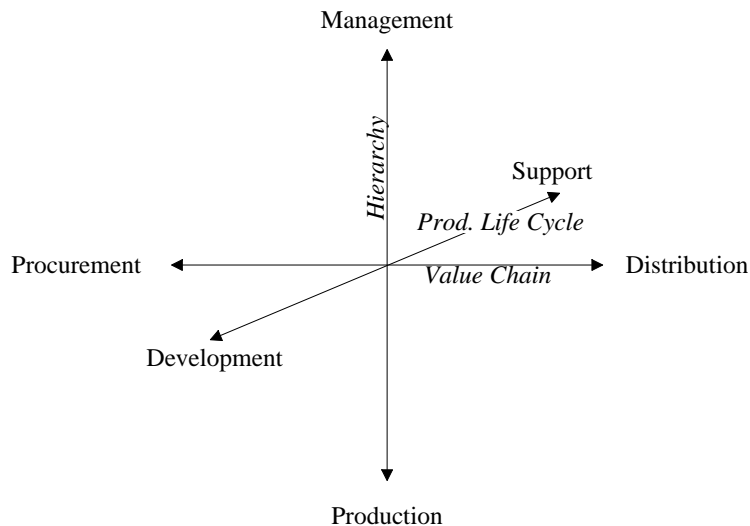 Management
Hierarchy
Support
Prod. Life Cycle
Procurement
Value Chain
Distribution
Development
Production